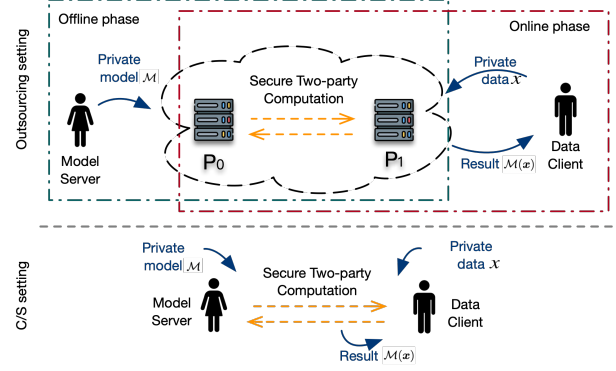 Outsourcing setting
Offline phase
Online phase
Private
model ℳ
Secure Two-party
Computation
Private
data 𝒙
Model
Server
P0
P1
Data
Client
Result ℳ(𝒙)
C/S setting
Private
model ℳ
Private
data 𝒙
Secure Two-party
Computation
Model
Server
Data
Client
Result ℳ(𝒙)